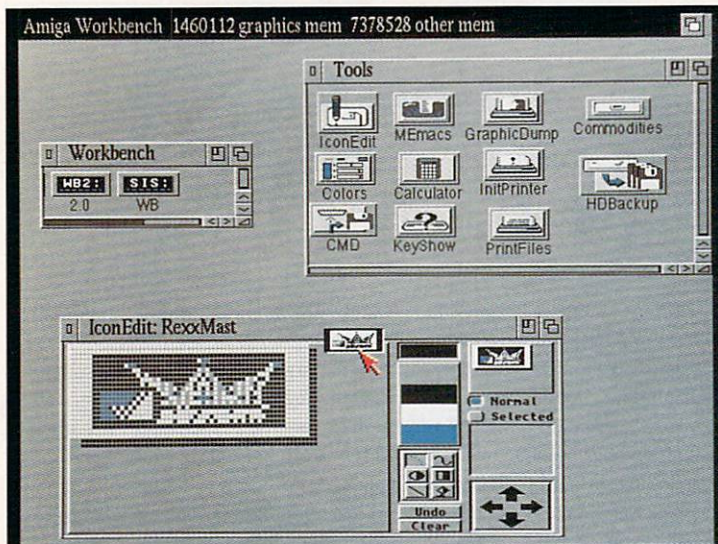 Amiga Workbench 1460112 graphics mem 7378528 other mem
Tools
IconEdit MEmacs GraphicDump Commodities
Workbench
WB2: SIS:
2.0 WB
Colors Calculator InitPrinter HDBackup
CMD KeyShow PrintFiles
IconEdit: RexxMast
Normal
Selected
Undo
Clear